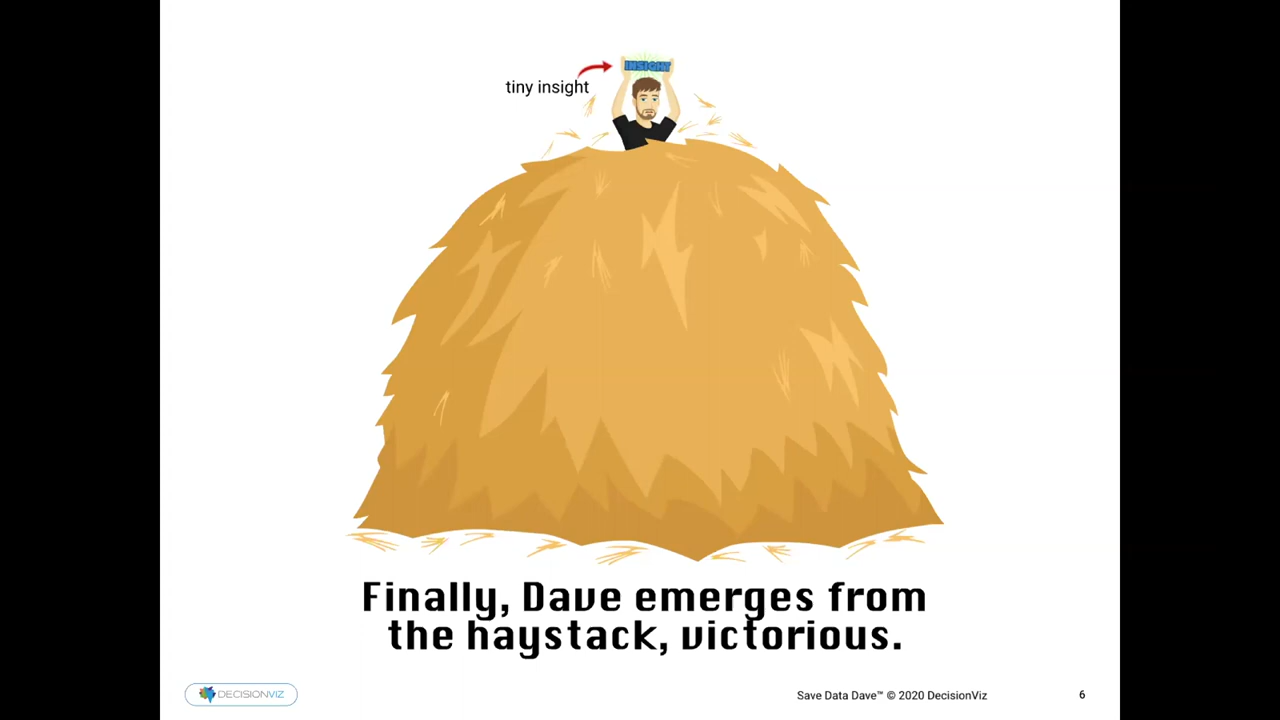 INSIGHT
tiny insight
Finally, Dave emerges from
the haystack, victorious.
DECISIONVIZ
Save Data Dave™ © 2020 DecisionViz
6